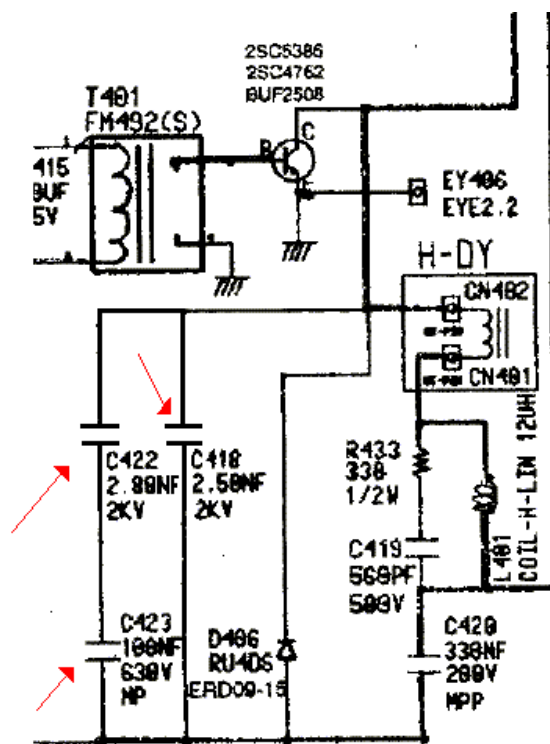 2SC5386
2SC4762
BUF2508
T401
FM492(S)
B
C
415
0UF
5V
EY406
EYE2.2
H-DY
CN402
CN401
R433
330
1/2W
L401
COIL-H-LIN 12UH
C422
2.80NF
2KV
C418
2.50NF
2KV
C419
560PF
500V
C423
100NF
630V
MP
D406
RU4DS
ERD09-15
C420
330NF
200V
MPP